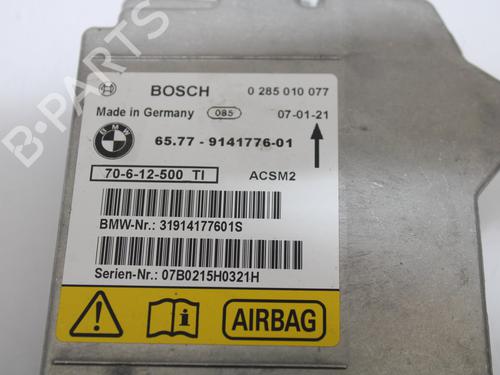 B-PARTS
BOSCH 0 285 010 077
Made in Germany 085 07-01-21
BMW 65.77 - 9141776-01
70-6-12-500 TI ACSM2
BMW-Nr.: 31914177601S
Serien-Nr.: 07B0215H0321H
AIRBAG